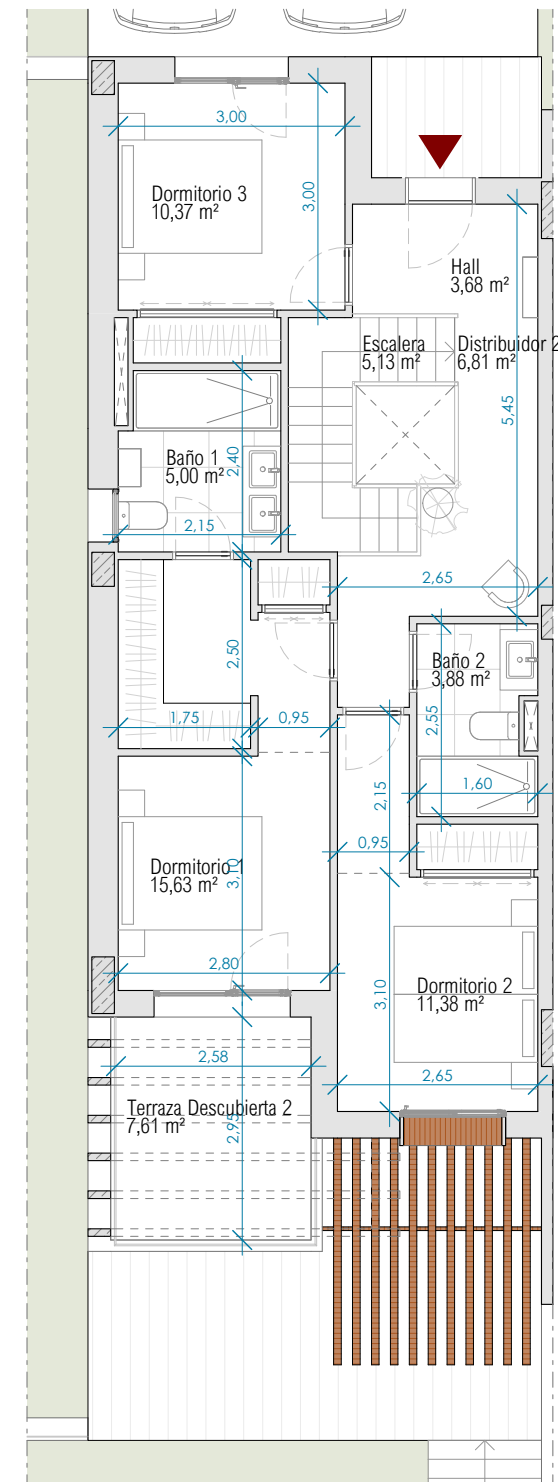 3,00
Dormitorio 3
10,37 m²
3,00
Hall
3,68 m²
Escalera
5,13 m²
Distribuidor 2
6,81 m²
5,45
Baño 1
5,00 m²
2,40
2,15
2,65
2,50
Baño 2
3,88 m²
1,75
0,95
2,55
2,15
1,60
0,95
Dormitorio 1
15,63 m²
3,10
2,80
Dormitorio 2
11,38 m²
3,10
2,58
2,65
Terraza Descubierta 2
7,61 m²
2,95